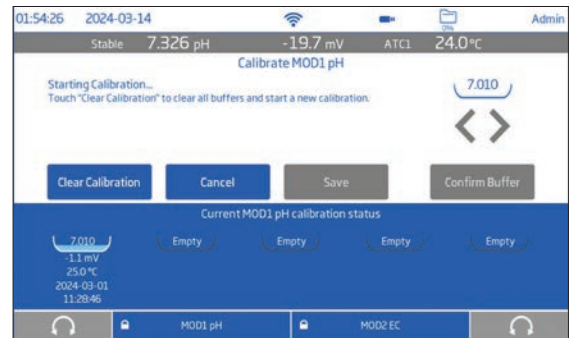 01:54:26 2024-03-14 0% Admin
Stable 7.326 pH -19.7 mV ATC1 24.0 °C
Calibrate MOD1 pH
Starting Calibration...
Touch "Clear Calibration" to clear all buffers and start a new calibration.
7.010
Clear Calibration Cancel Save Confirm Buffer
Current MOD1 pH calibration status
7.010 Empty Empty Empty Empty
-1.1 mV
25.0 °C
2024-03-01
11:28:46
MOD1 pH MOD2 EC